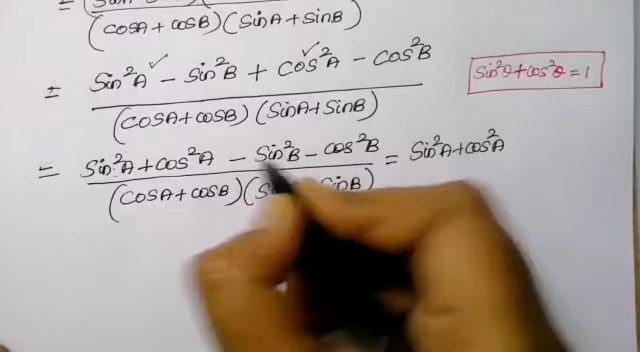 (cosA + cosB) (sinA + sinB)
= sin²A - sin²B + cos²A - cos²B
(cosA + cosB) (sinA + sinB)
sin²θ + cos²θ = 1
= sin²A + cos²A - sin²B - cos²B = sin²A + cos²A
(cosA + cosB) ( sinB)